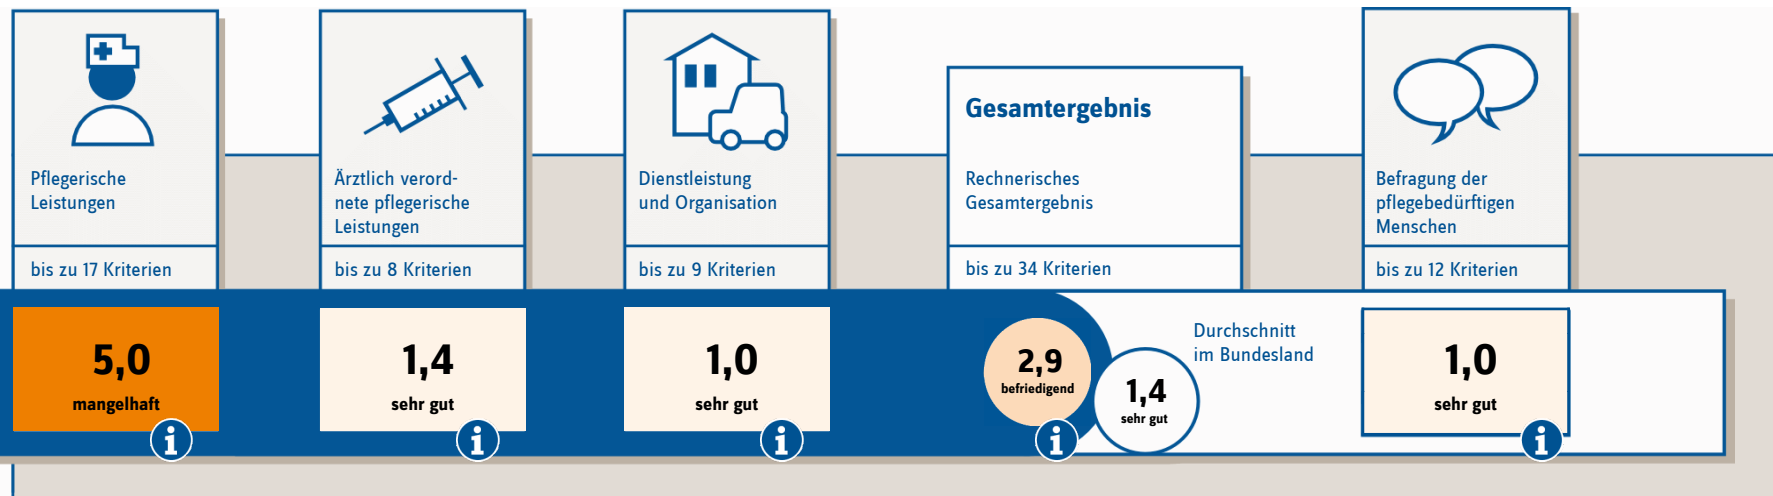 Pflegerische
Leistungen
bis zu 17 Kriterien
5,0
mangelhaft
i
Ärztlich verord-
nete pflegerische
Leistungen
bis zu 8 Kriterien
1,4
sehr gut
i
Dienstleistung
und Organisation
bis zu 9 Kriterien
1,0
sehr gut
i
Gesamtergebnis
Rechnerisches
Gesamtergebnis
bis zu 34 Kriterien
2,9
befriedigend
i
Durchschnitt
im Bundesland
1,4
sehr gut
Befragung der
pflegebedürftigen
Menschen
bis zu 12 Kriterien
1,0
sehr gut
i